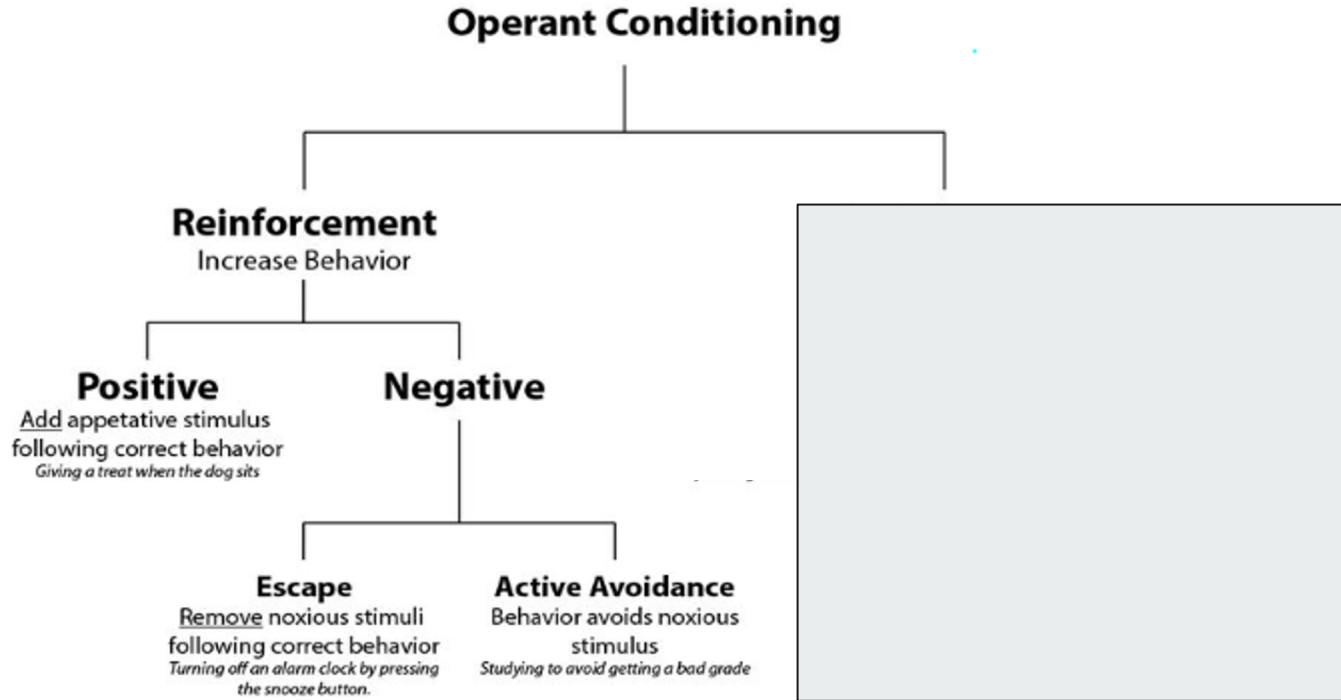 Operant Conditioning
Reinforcement
Increase Behavior
Positive
Add appetative stimulus
following correct behavior
Giving a treat when the dog sits
Negative
Escape
Remove noxious stimuli
following correct behavior
Turning off an alarm clock by pressing
the snooze button.
Active Avoidance
Behavior avoids noxious
stimulus
Studying to avoid getting a bad grade